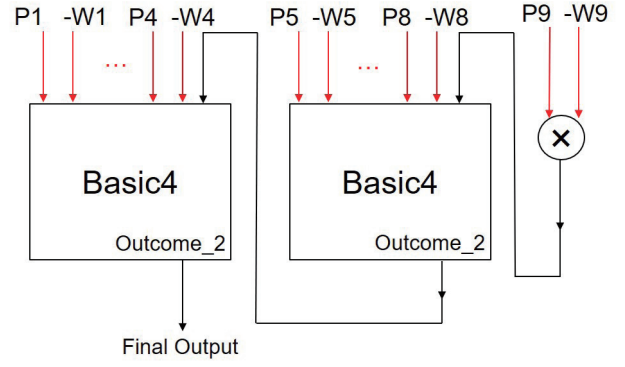 P1 -W1 P4 -W4 P5 -W5 P8 -W8 P9 -W9
... ...
×
Basic4 Basic4
Outcome_2 Outcome_2
Final Output